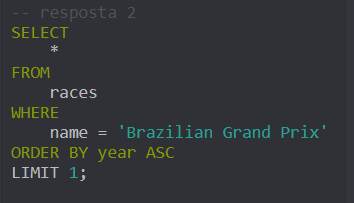 -- resposta 2
SELECT
    *
FROM
    races
WHERE
    name = 'Brazilian Grand Prix'
ORDER BY year ASC
LIMIT 1;